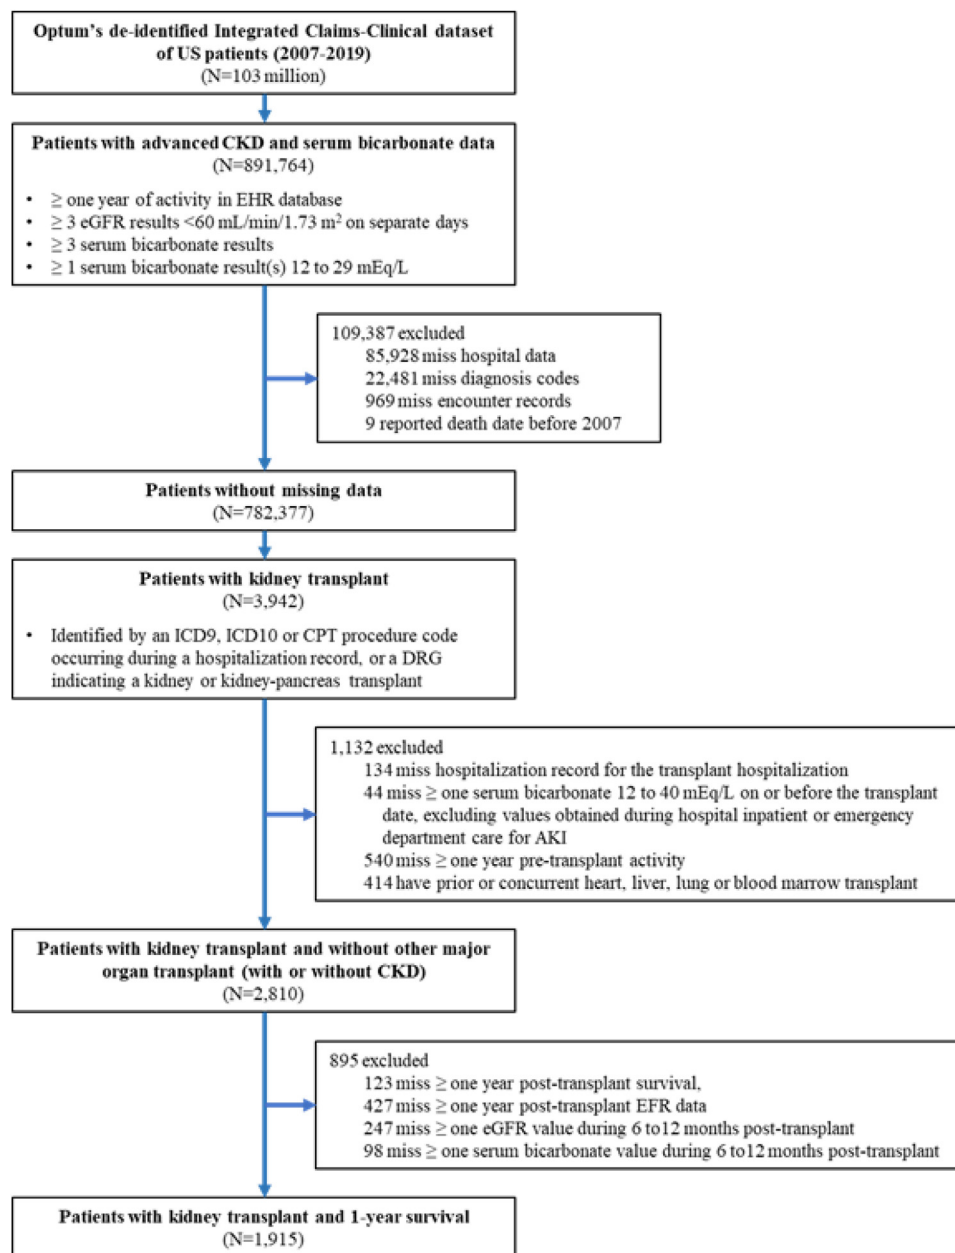 Optum's de-identified Integrated Claims-Clinical dataset
of US patients (2007-2019)
(N=103 million)
Patients with advanced CKD and serum bicarbonate data
(N=891,764)
• ≥ one year of activity in EHR database
• ≥ 3 eGFR results <60 mL/min/1.73 m² on separate days
• ≥ 3 serum bicarbonate results
• ≥ 1 serum bicarbonate result(s) 12 to 29 mEq/L
109,387 excluded
85,928 miss hospital data
22,481 miss diagnosis codes
969 miss encounter records
9 reported death date before 2007
Patients without missing data
(N=782,377)
Patients with kidney transplant
(N=3,942)
• Identified by an ICD9, ICD10 or CPT procedure code
occurring during a hospitalization record, or a DRG
indicating a kidney or kidney-pancreas transplant
1,132 excluded
134 miss hospitalization record for the transplant hospitalization
44 miss ≥ one serum bicarbonate 12 to 40 mEq/L on or before the transplant
date, excluding values obtained during hospital inpatient or emergency
department care for AKI
540 miss ≥ one year pre-transplant activity
414 have prior or concurrent heart, liver, lung or blood marrow transplant
Patients with kidney transplant and without other major
organ transplant (with or without CKD)
(N=2,810)
895 excluded
123 miss ≥ one year post-transplant survival,
427 miss ≥ one year post-transplant EFR data
247 miss ≥ one eGFR value during 6 to12 months post-transplant
98 miss ≥ one serum bicarbonate value during 6 to12 months post-transplant
Patients with kidney transplant and 1-year survival
(N=1,915)